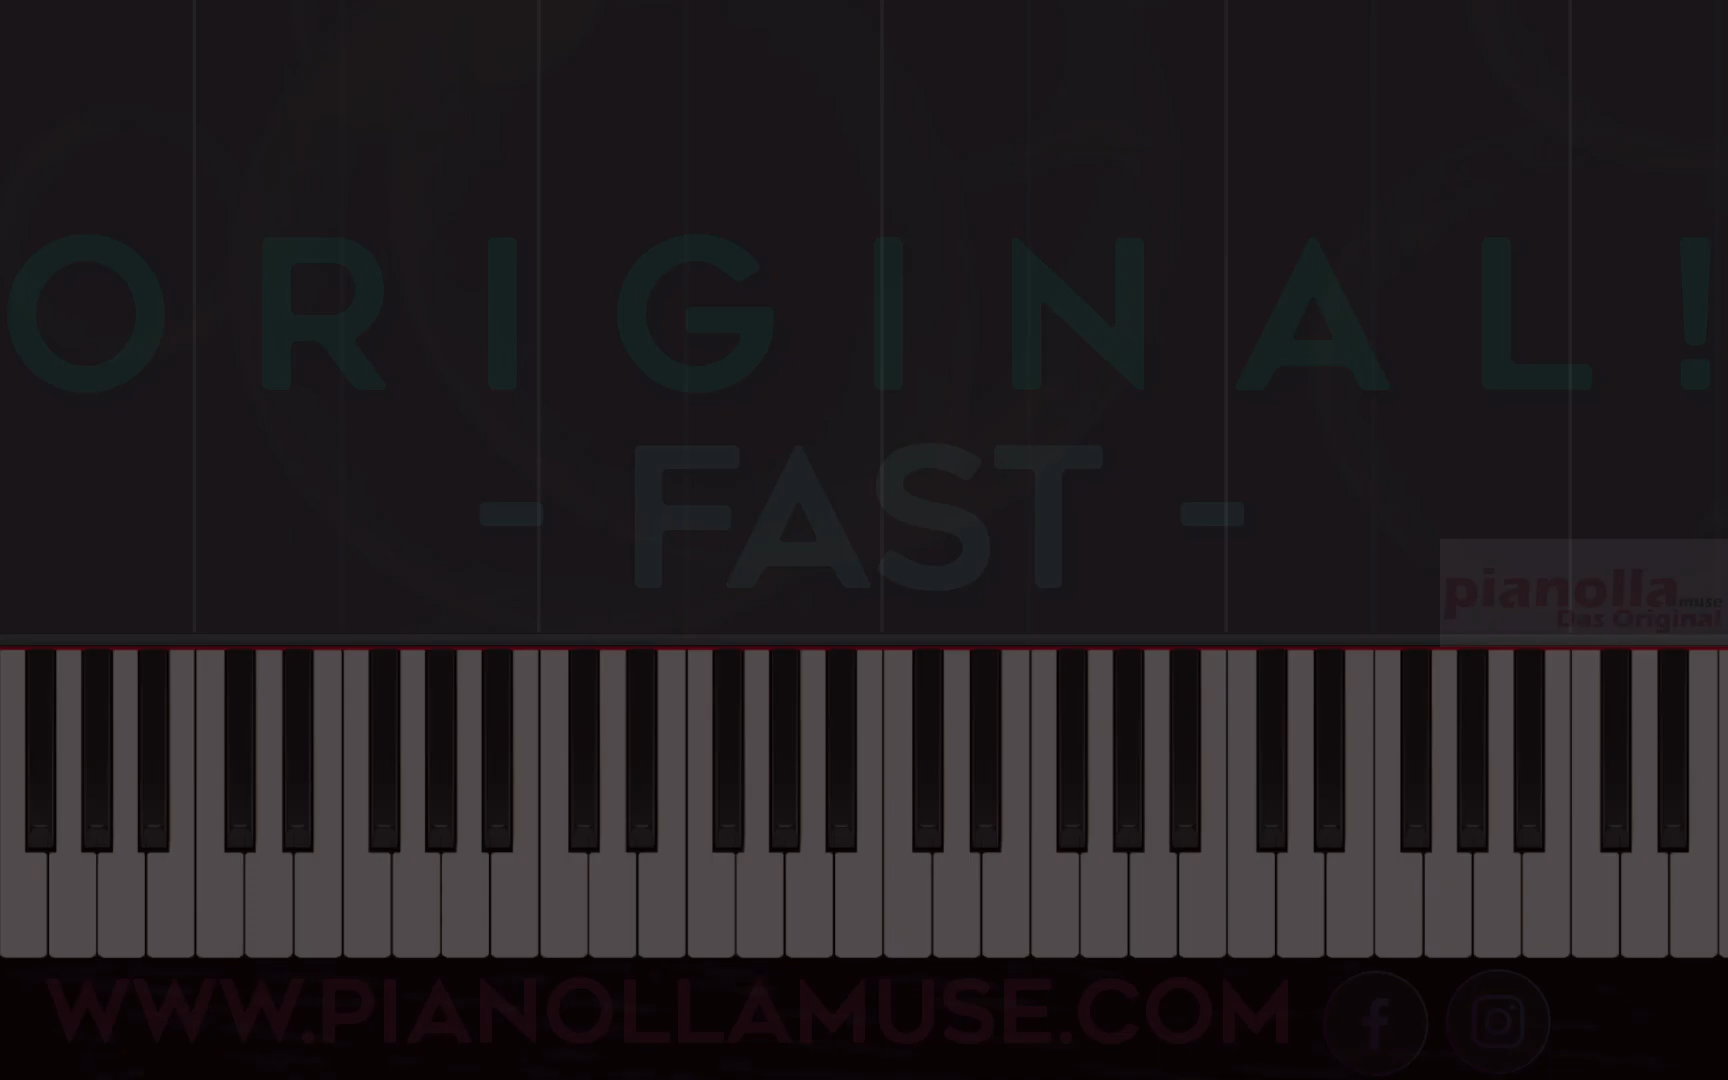 ORIGINAL!
- FAST -
pianolla muse
Das Original
WWW.PIANOLLAMUSE.COM